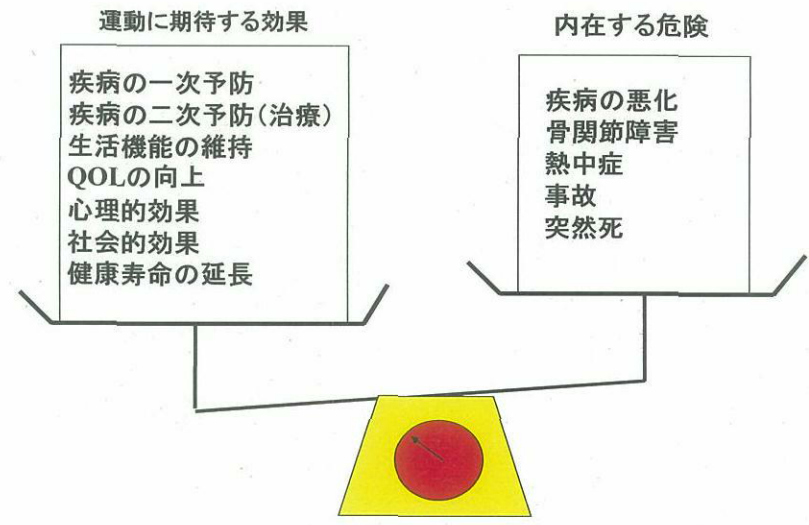 運動に期待する効果
疾病の一次予防
疾病の二次予防(治療)
生活機能の維持
QOLの向上
心理的効果
社会的効果
健康寿命の延長
内在する危険
疾病の悪化
骨関節障害
熱中症
事故
突然死